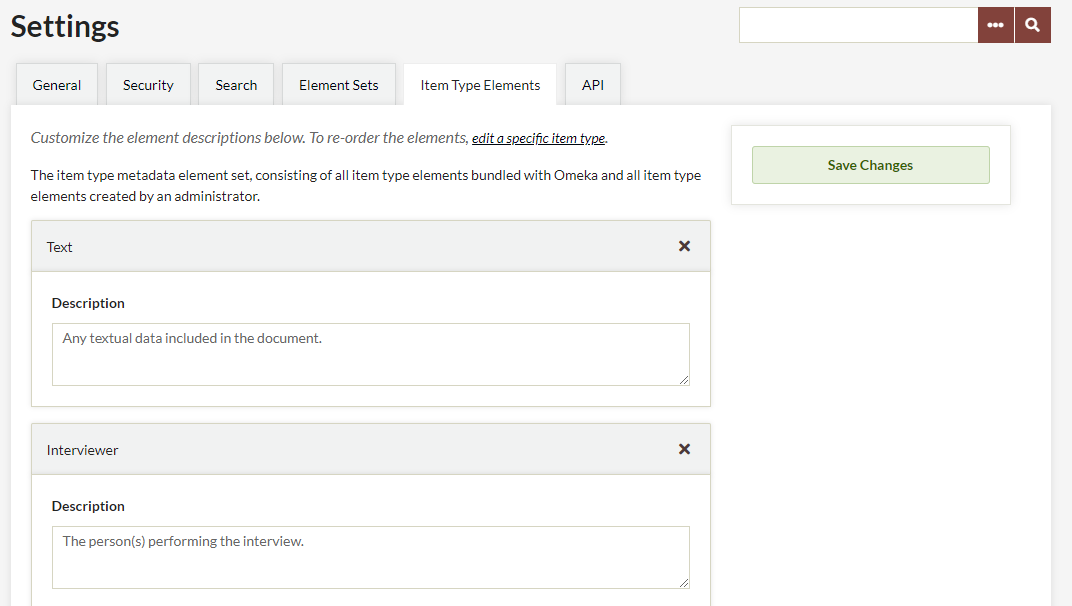 Settings
General
Security
Search
Element Sets
Item Type Elements
API
Customize the element descriptions below. To re-order the elements, edit a specific item type.
Save Changes
The item type metadata element set, consisting of all item type elements bundled with Omeka and all item type
elements created by an administrator.
Text
Description
Any textual data included in the document.
Interviewer
Description
The person(s) performing the interview.